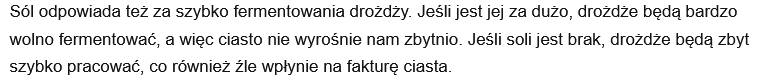 Sól odpowiada też za szybko fermentowania drożdży. Jeśli jest jej za dużo, drożdże będą bardzo
wolno fermentować, a więc ciasto nie wyrośnie nam zbytnio. Jeśli soli jest brak, drożdże będą zbyt
szybko pracować, co również źle wpłynie na fakturę ciasta.